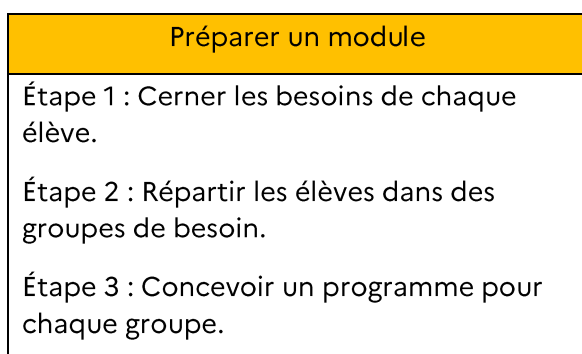 Préparer un module
Étape 1 : Cerner les besoins de chaque
élève.
Étape 2 : Répartir les élèves dans des
groupes de besoin.
Étape 3 : Concevoir un programme pour
chaque groupe.